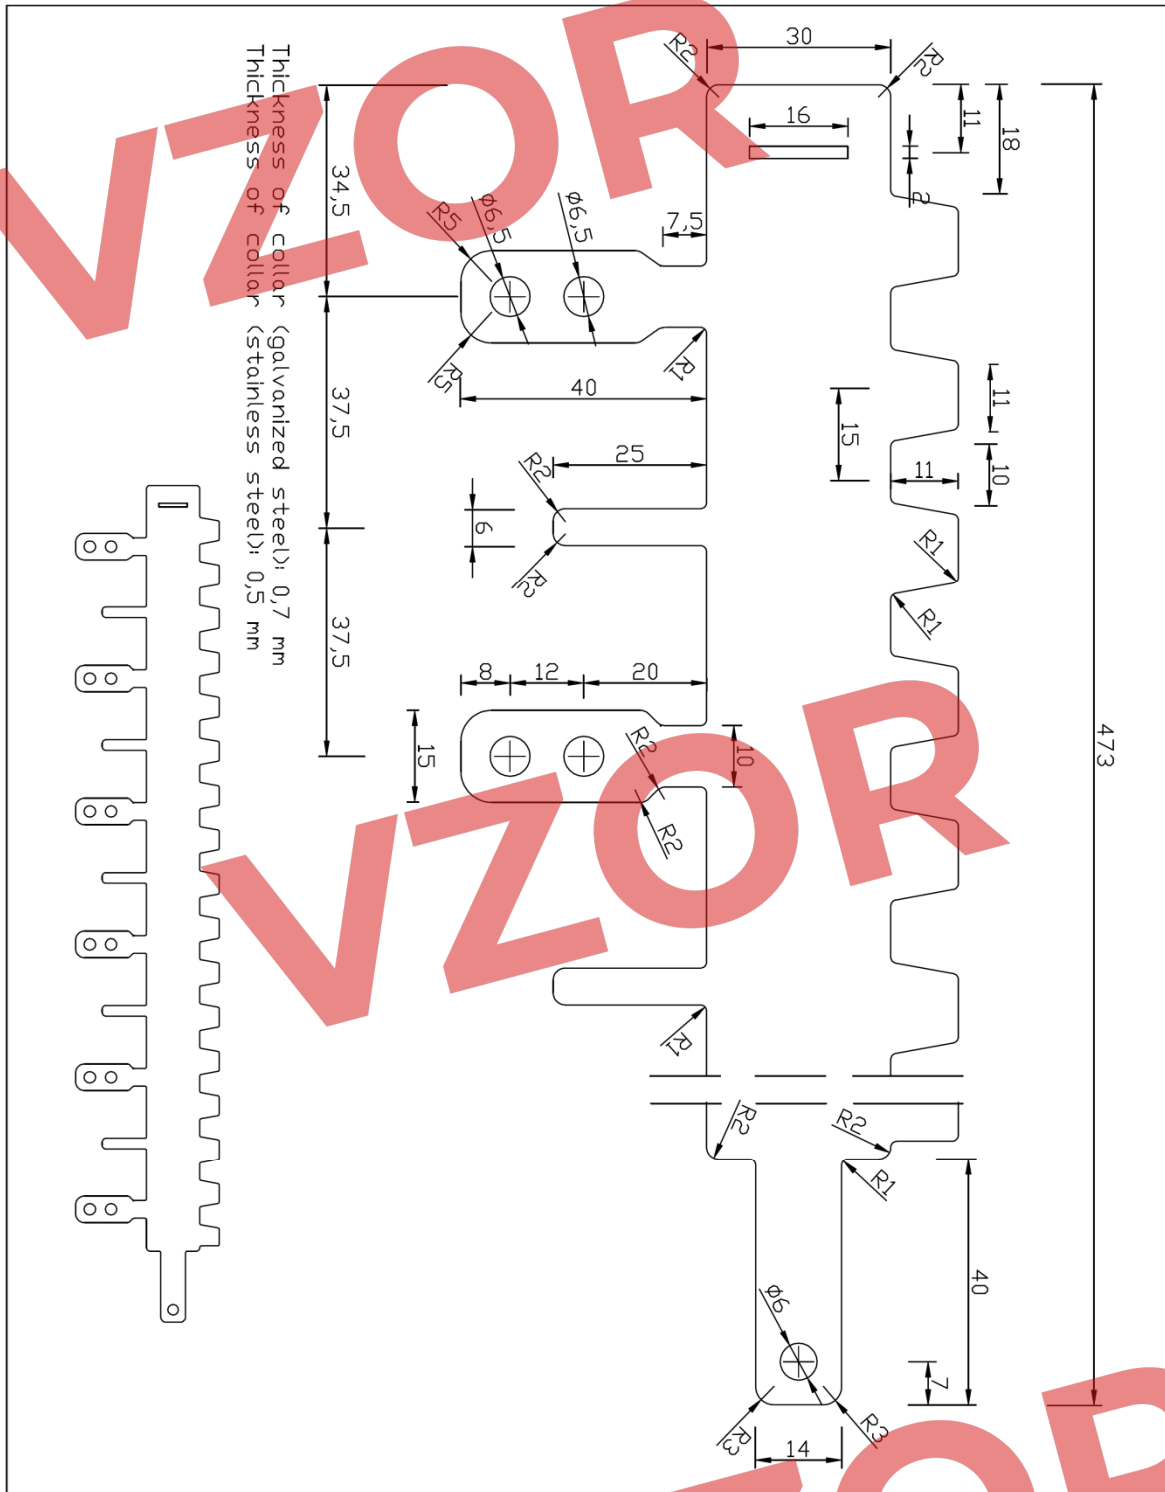 30
R2
R2
11
18
16
2
Thickness of collar (galvanized steel): 0,7 mm
Thickness of collar (stainless steel): 0,5 mm
34,5
R5
ϕ6,5
ϕ6,5
7,5
R5
R1
40
37,5
11
15
11
10
25
R2
6
R2
R1
R1
37,5
8
12
20
15
R2
10
R2
473
R1
R2
R2
R1
40
ϕ6
7
R3
R3
14
VZOR
VZOR